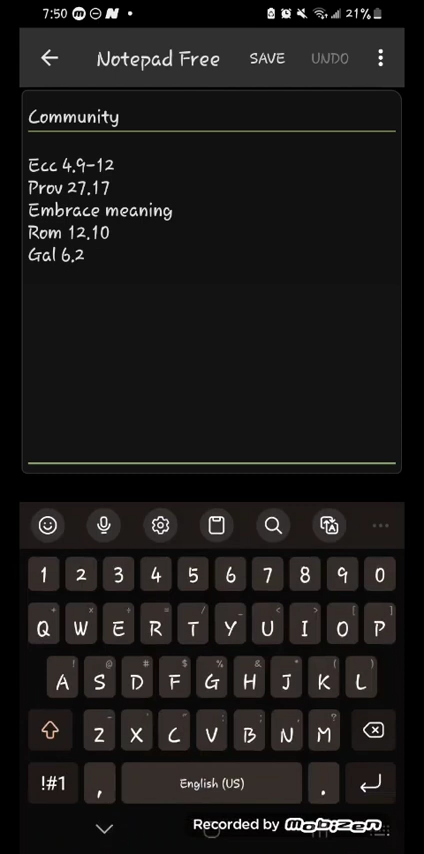 7:50 21%
Notepad Free SAVE UNDO
Community
Ecc 4.9-12
Prov 27.17
Embrace meaning
Rom 12.10
Gal 6.2
1 2 3 4 5 6 7 8 9 0
Q W E R T Y U I O P
A S D F G H J K L
Z X C V B N M
!#1 , English (US) .
Recorded by mobizen